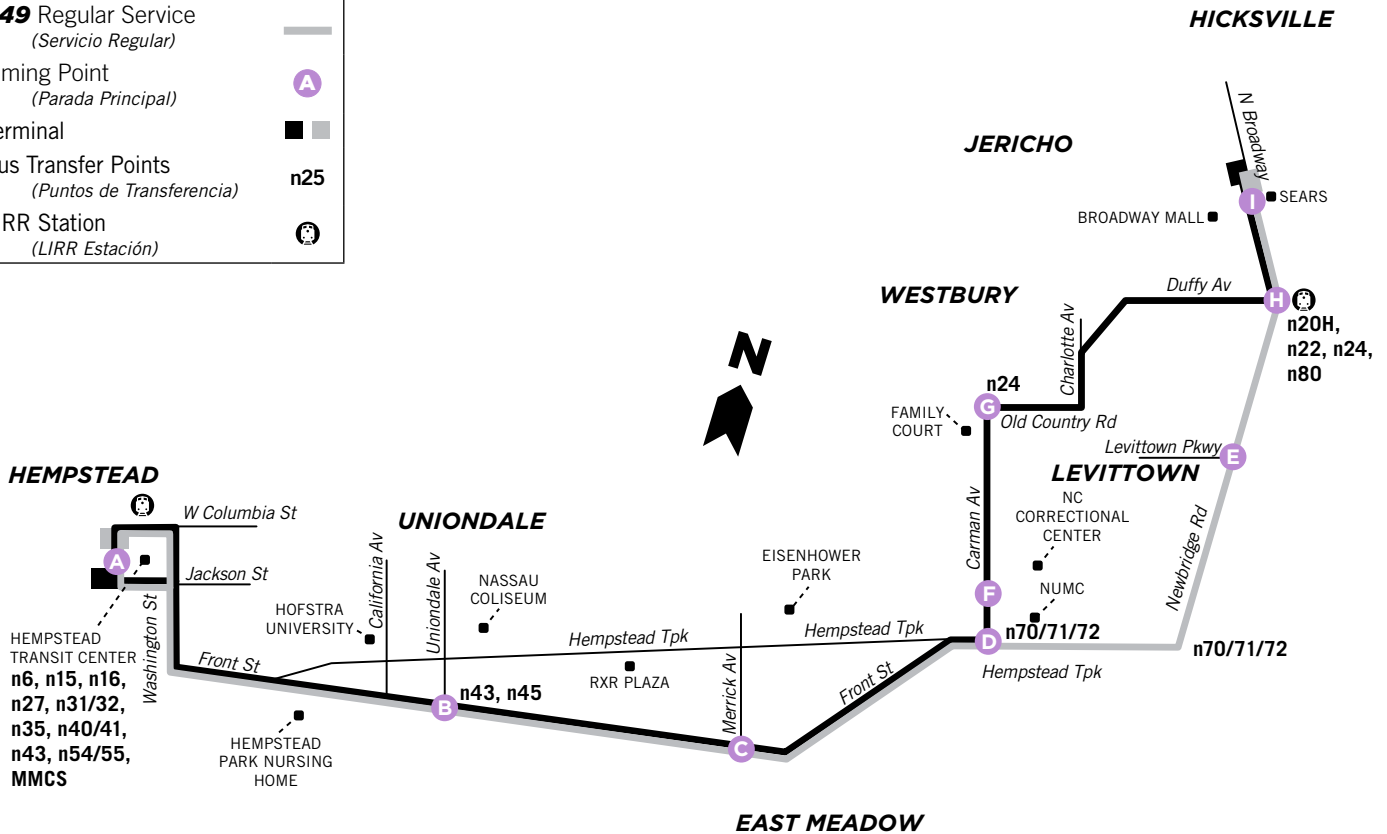 49 Regular Service
(Servicio Regular)
ming Point
(Parada Principal)
A
erminal
us Transfer Points
(Puntos de Transferencia)
n25
RR Station
(LIRR Estación)
HICKSVILLE
N Broadway
JERICHO
I
SEARS
BROADWAY MALL
WESTBURY
Duffy Av
H
n20H,
n22, n24,
n80
Charlotte Av
N
n24
G
Old Country Rd
FAMILY
COURT
Levittown Pkwy
E
LEVITTOWN
HEMPSTEAD
W Columbia St
UNIONDALE
NC
CORRECTIONAL
CENTER
Carman Av
Newbridge Rd
A
Jackson St
California Av
Uniondale Av
NASSAU
COLISEUM
EISENHOWER
PARK
F
NUMC
HOFSTRA
UNIVERSITY
Washington St
HEMPSTEAD
TRANSIT CENTER
n6, n15, n16,
n27, n31/32,
n35, n40/41,
n43, n54/55,
MMCS
Front St
Hempstead Tpk
Hempstead Tpk
D
n70/71/72
n70/71/72
Hempstead Tpk
RXR PLAZA
Merrick Av
Front St
B
n43, n45
C
HEMPSTEAD
PARK NURSING
HOME
EAST MEADOW